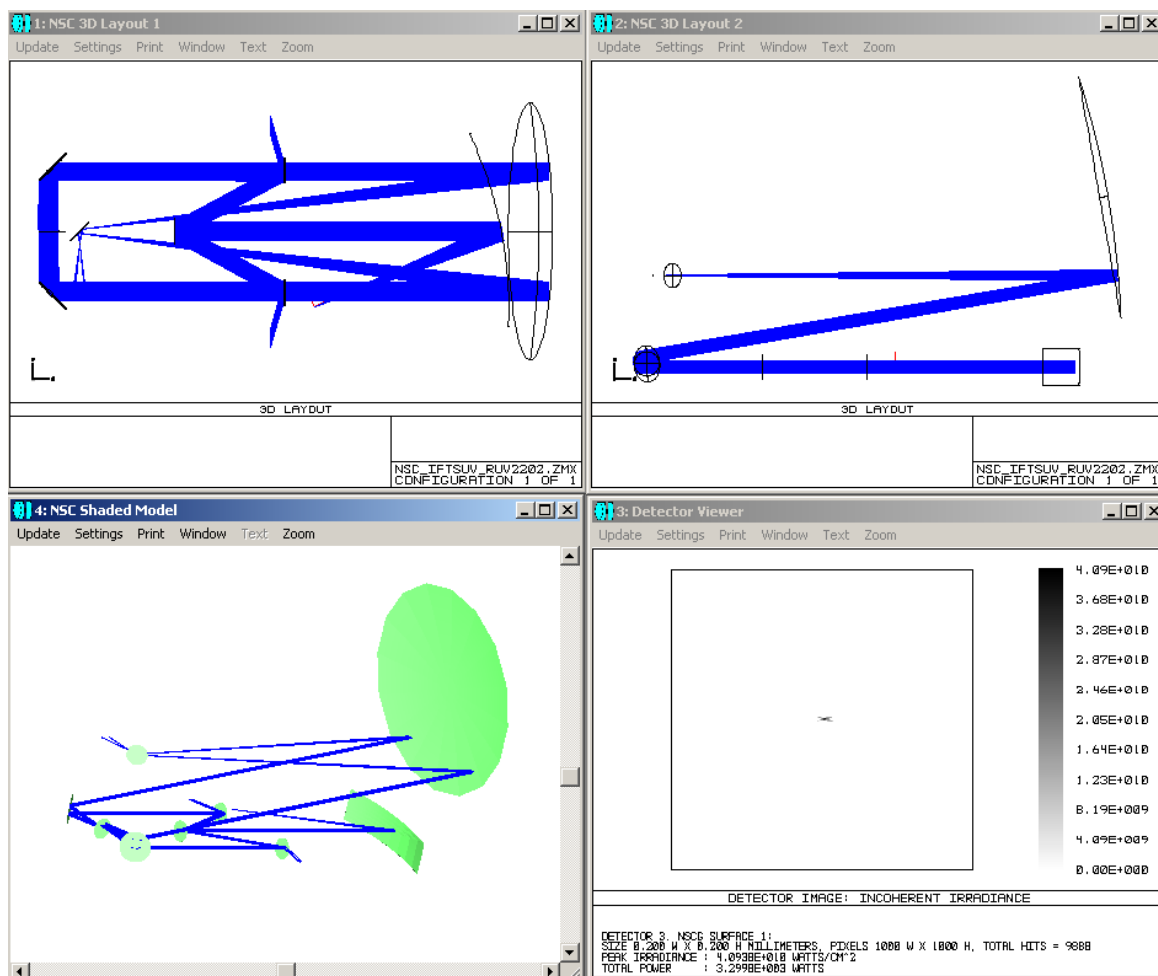 1: NSC 3D Layout 1
Update Settings Print Window Text Zoom
3D LAYOUT
NSC_IFTSUV_RUV2202.ZMX
CONFIGURATION 1 OF 1
2: NSC 3D Layout 2
Update Settings Print Window Text Zoom
3D LAYOUT
NSC_IFTSUV_RUV2202.ZMX
CONFIGURATION 1 OF 1
4: NSC Shaded Model
Update Settings Print Window Text Zoom
3: Detector Viewer
Update Settings Print Window Text Zoom
4.09E+010
3.68E+010
3.28E+010
2.87E+010
2.46E+010
2.05E+010
1.64E+010
1.23E+010
8.19E+009
4.09E+009
0.00E+000
DETECTOR IMAGE: INCOHERENT IRRADIANCE
DETECTOR 3, NSCG SURFACE 1:
SIZE 0.200 W X 0.200 H MILLIMETERS, PIXELS 1000 W X 1000 H, TOTAL HITS = 9880
PEAK IRRADIANCE : 4.0930E+010 WATTS/CM^2
TOTAL POWER : 3.2998E+003 WATTS